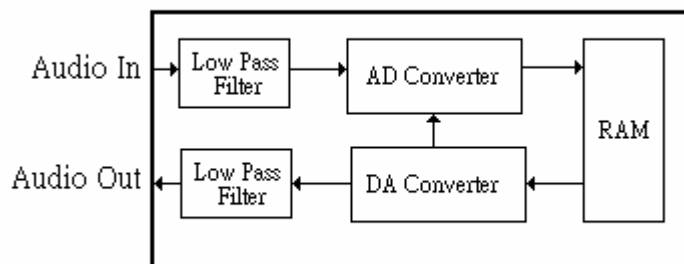 Audio In
Low Pass
Filter
AD Converter
RAM
Audio Out
Low Pass
Filter
DA Converter